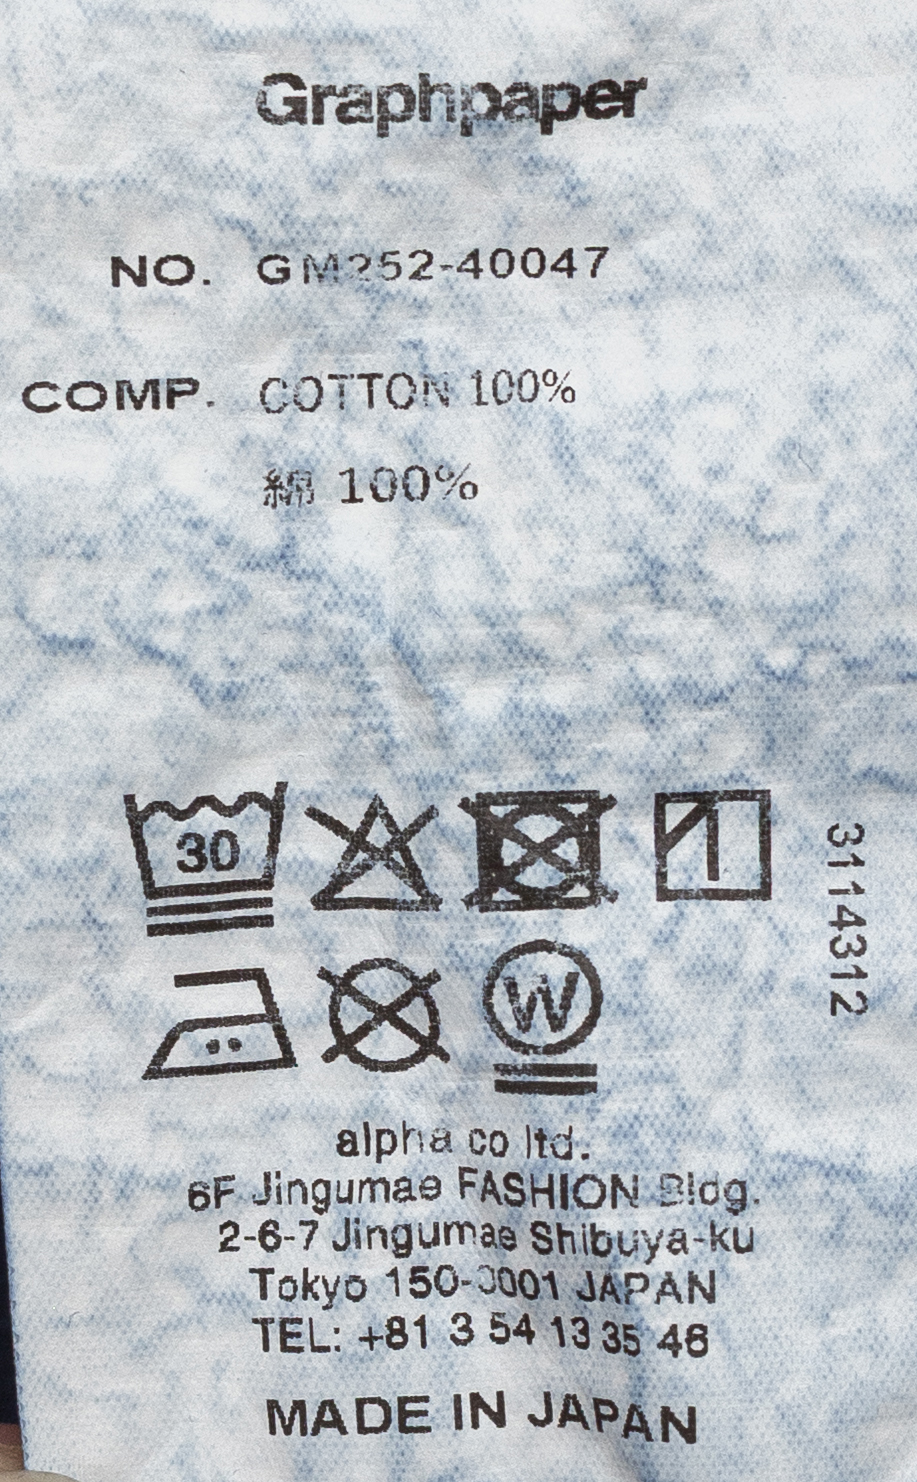 Graphpaper
NO. GM252-40047
COMP. COTTON 100%
綿 100%
30
W
3114312
alpha co ltd.
6F Jingumae FASHION Bldg.
2-6-7 Jingumae Shibuya-ku
Tokyo 150-0001 JAPAN
TEL: +81 3 54 13 35 46
MADE IN JAPAN